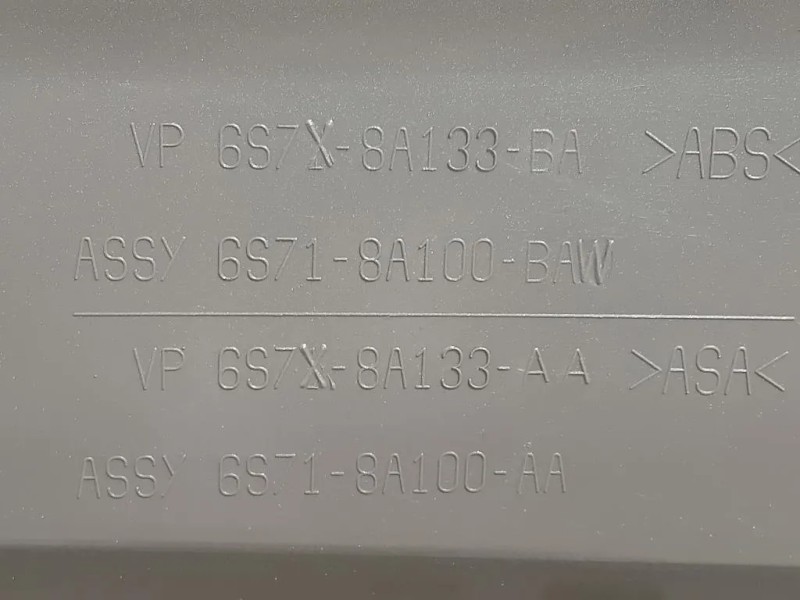 VP 6S7X-8A133-BA >ABS<
ASSY 6S71-8A100-BAW
VP 6S7X-8A133-AA >ASA<
ASSY 6S71-8A100-AA